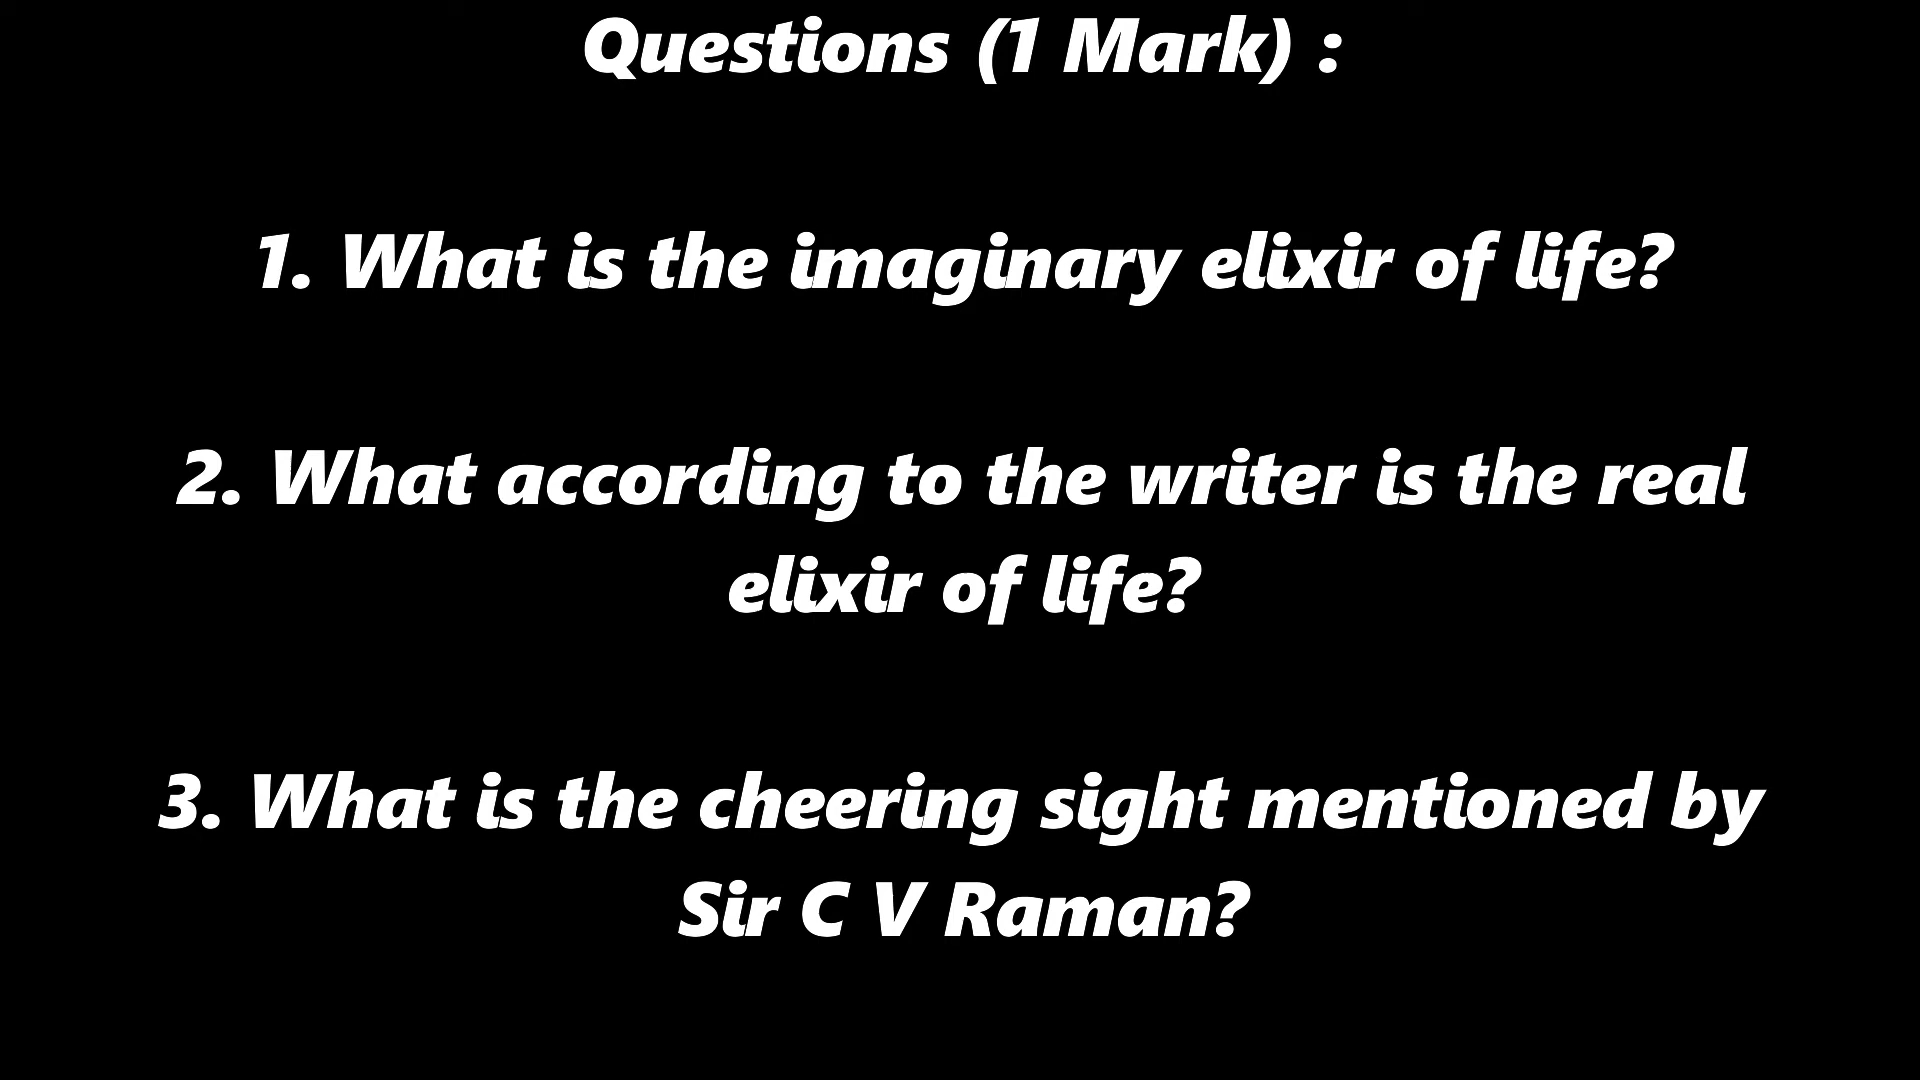 Questions (1 Mark) :
1. What is the imaginary elixir of life?
2. What according to the writer is the real
elixir of life?
3. What is the cheering sight mentioned by
Sir C V Raman?